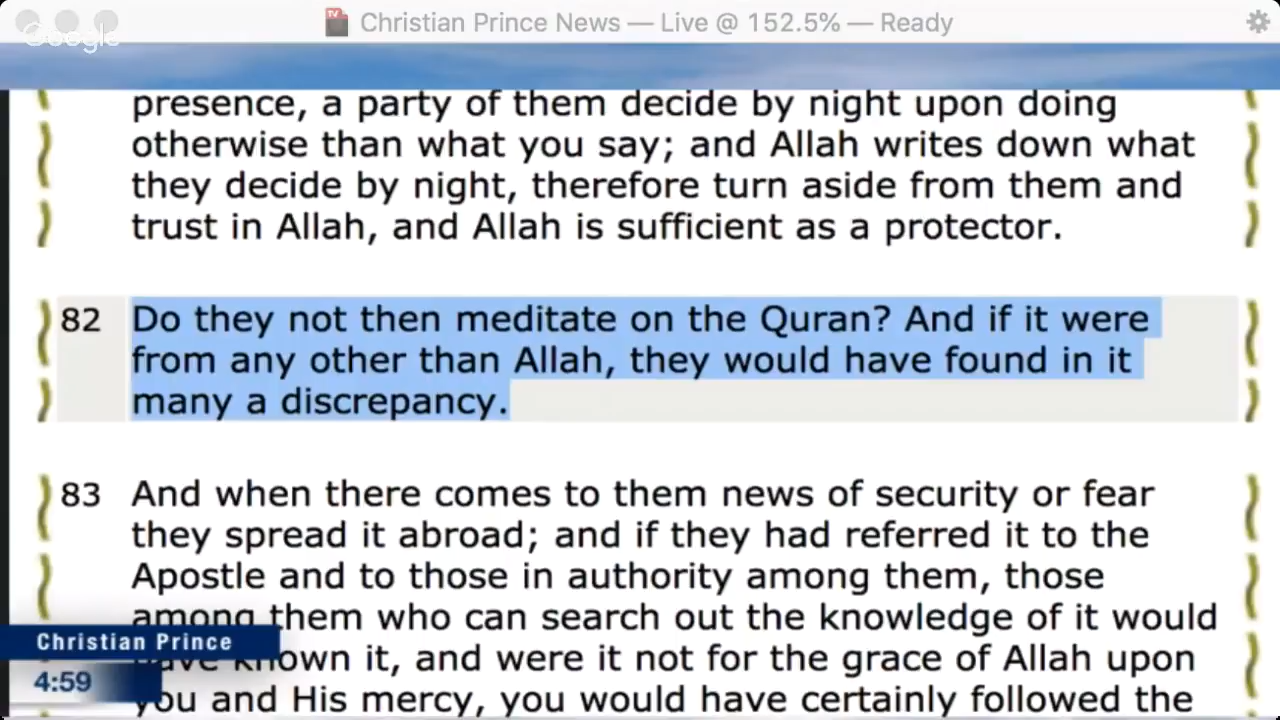 Christian Prince News — Live @ 152.5% — Ready
Google
presence, a party of them decide by night upon doing
otherwise than what you say; and Allah writes down what
they decide by night, therefore turn aside from them and
trust in Allah, and Allah is sufficient as a protector.
82 Do they not then meditate on the Quran? And if it were
from any other than Allah, they would have found in it
many a discrepancy.
83 And when there comes to them news of security or fear
they spread it abroad; and if they had referred it to the
Apostle and to those in authority among them, those
among them who can search out the knowledge of it would
have known it, and were it not for the grace of Allah upon
you and His mercy, you would have certainly followed the
Christian Prince
4:59